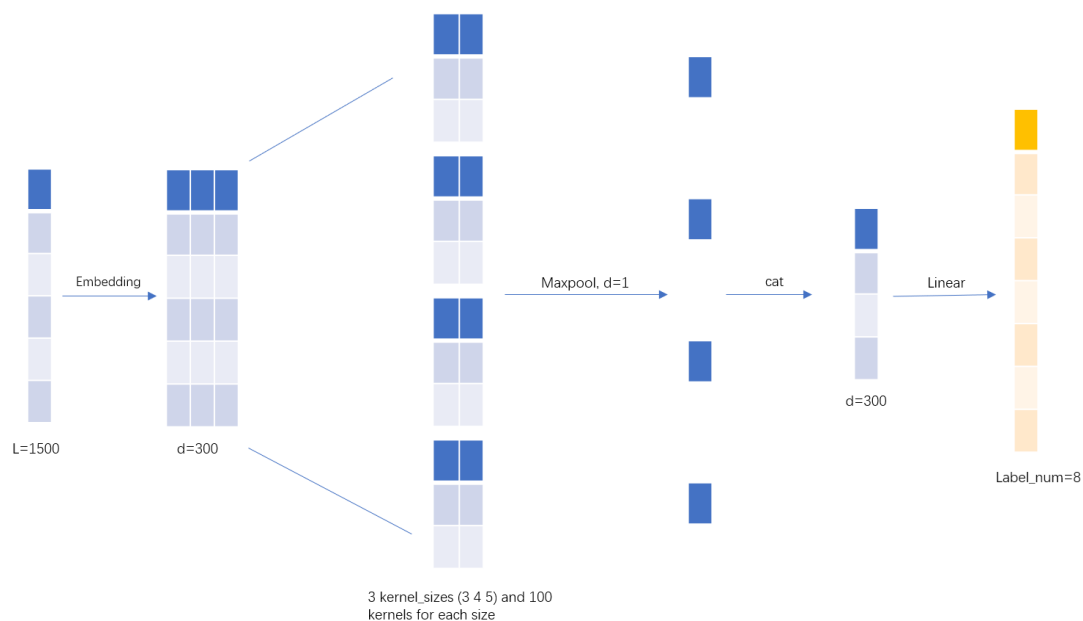 Embedding
Maxpool, d=1
cat
Linear
L=1500
d=300
d=300
Label_num=8
3 kernel_sizes (3 4 5) and 100
kernels for each size